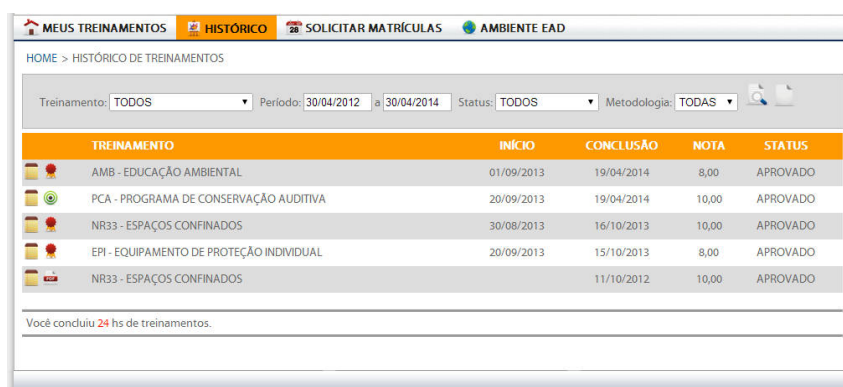 MEUS TREINAMENTOS HISTÓRICO 28 SOLICITAR MATRÍCULAS AMBIENTE EAD
HOME > HISTÓRICO DE TREINAMENTOS
Treinamento: TODOS Período: 30/04/2012 a 30/04/2014 Status: TODOS Metodologia: TODAS
TREINAMENTO INÍCIO CONCLUSÃO NOTA STATUS
AMB - EDUCAÇÃO AMBIENTAL 01/09/2013 19/04/2014 8,00 APROVADO
PCA - PROGRAMA DE CONSERVAÇÃO AUDITIVA 20/09/2013 19/04/2014 10,00 APROVADO
NR33 - ESPAÇOS CONFINADOS 30/08/2013 16/10/2013 10,00 APROVADO
EPI - EQUIPAMENTO DE PROTEÇÃO INDIVIDUAL 20/09/2013 15/10/2013 8,00 APROVADO
PDF NR33 - ESPAÇOS CONFINADOS 11/10/2012 10,00 APROVADO
Você concluiu 24 hs de treinamentos.